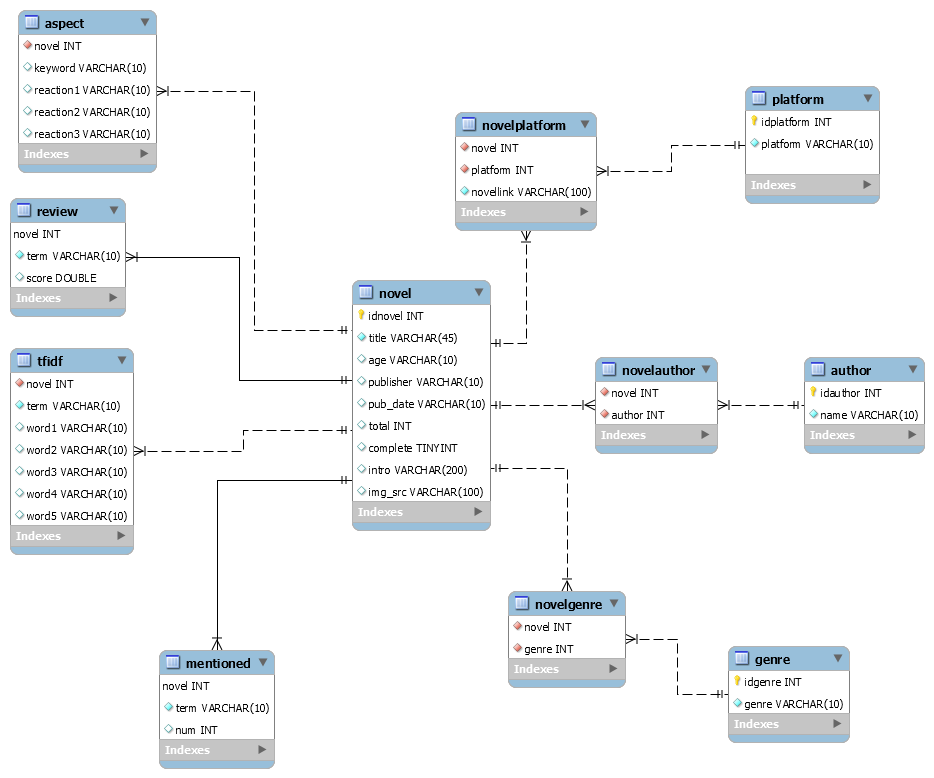 aspect
novel INT
keyword VARCHAR(10)
reaction1 VARCHAR(10)
reaction2 VARCHAR(10)
reaction3 VARCHAR(10)
Indexes
review
novel INT
term VARCHAR(10)
score DOUBLE
Indexes
tfidf
novel INT
term VARCHAR(10)
word1 VARCHAR(10)
word2 VARCHAR(10)
word3 VARCHAR(10)
word4 VARCHAR(10)
word5 VARCHAR(10)
Indexes
mentioned
novel INT
term VARCHAR(10)
num INT
Indexes
novel
idnovel INT
title VARCHAR(45)
age VARCHAR(10)
publisher VARCHAR(10)
pub_date VARCHAR(10)
total INT
complete TINYINT
intro VARCHAR(200)
img_src VARCHAR(100)
Indexes
novelplatform
novel INT
platform INT
novellink VARCHAR(100)
Indexes
platform
idplatform INT
platform VARCHAR(10)
Indexes
novelauthor
novel INT
author INT
Indexes
author
idauthor INT
name VARCHAR(10)
Indexes
novelgenre
novel INT
genre INT
Indexes
genre
idgenre INT
genre VARCHAR(10)
Indexes